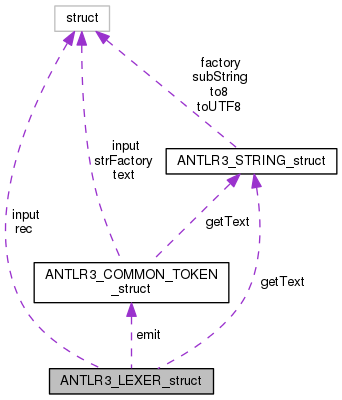 struct
factory
subString
to8
toUTF8
input
strFactory
text
ANTLR3_STRING_struct
input
rec
getText
ANTLR3_COMMON_TOKEN
_struct
getText
emit
ANTLR3_LEXER_struct